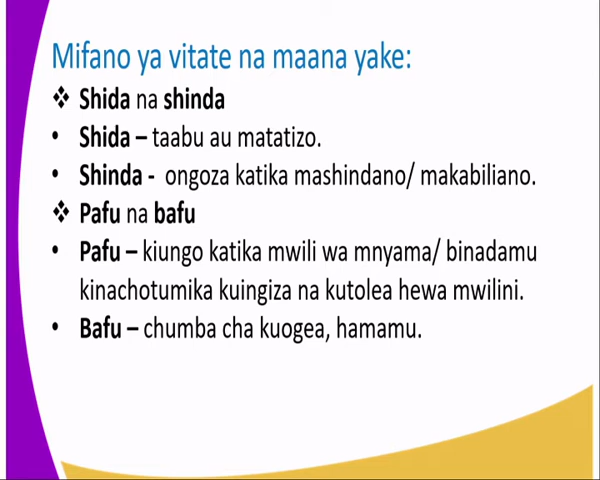 Mifano ya vitate na maana yake:
❖ Shida na shinda
• Shida – taabu au matatizo.
• Shinda - ongoza katika mashindano/ makabiliano.
❖ Pafu na bafu
• Pafu – kiungo katika mwili wa mnyama/ binadamu
kinachotumika kuingiza na kutolea hewa mwilini.
• Bafu – chumba cha kuogea, hamamu.